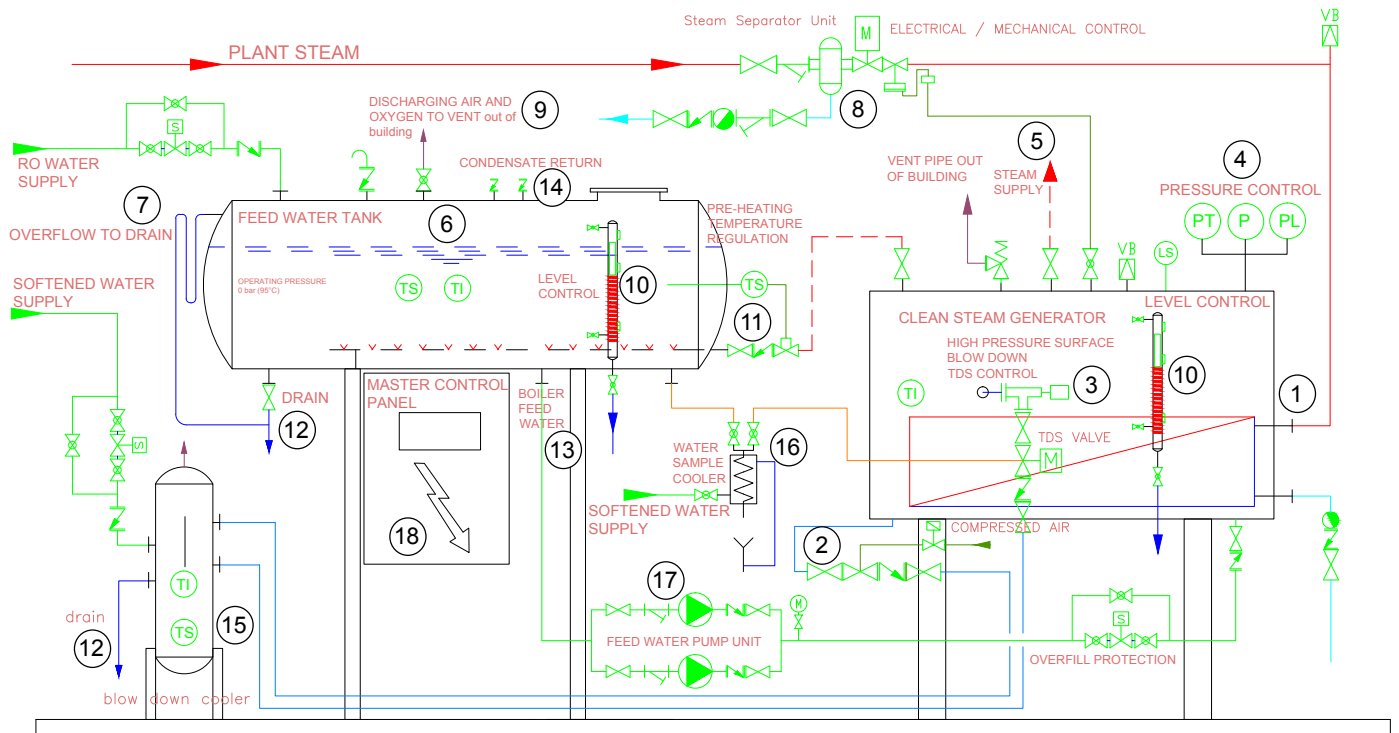 Steam Separator Unit
ELECTRICAL / MECHANICAL CONTROL
M
VB
PLANT STEAM
8
DISCHARGING AIR AND
OXYGEN TO VENT out of
building
9
S
RO WATER
SUPPLY
CONDENSATE RETURN
14
VENT PIPE OUT
OF BUILDING
5
STEAM
SUPPLY
4
PRESSURE CONTROL
PT
P
PL
7
OVERFLOW TO DRAIN
FEED WATER TANK
6
PRE-HEATING
TEMPERATURE
REGULATION
VB
LS
SOFTENED WATER
SUPPLY
OPERATING PRESSURE
0 bar (95°C)
TS
TI
LEVEL
CONTROL
10
TS
11
CLEAN STEAM GENERATOR
LEVEL CONTROL
HIGH PRESSURE SURFACE
BLOW DOWN
TDS CONTROL
3
TI
10
1
DRAIN
12
MASTER CONTROL
PANEL
BOILER
FEED
WATER
13
WATER
SAMPLE
COOLER
16
TDS VALVE
M
S
SOFTENED WATER
SUPPLY
18
2
COMPRESSED AIR
TI
TS
15
drain
12
blow down cooler
17
FEED WATER PUMP UNIT
M
S
OVERFILL PROTECTION